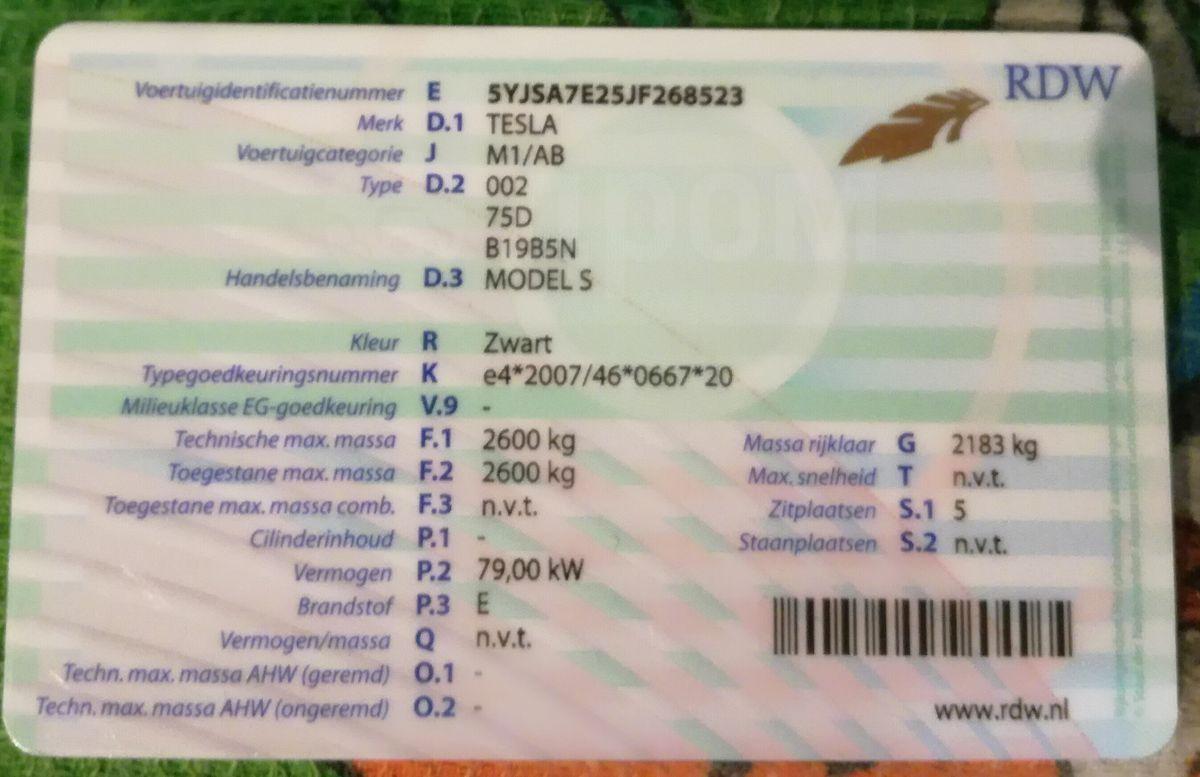 RDW
Voertuigidentificatienummer E 5YJSA7E25JF268523
Merk D.1 TESLA
Voertuigcategorie J M1/AB
Type D.2 002
75D
B19B5N
Handelsbenaming D.3 MODEL S
Kleur R Zwart
Typegoedkeuringsnummer K e4*2007/46*0667*20
Milieuklasse EG-goedkeuring V.9 -
Technische max. massa F.1 2600 kg Massa rijklaar G 2183 kg
Toegestane max. massa F.2 2600 kg Max. snelheid T n.v.t.
Toegestane max. massa comb. F.3 n.v.t. Zitplaatsen S.1 5
Cilinderinhoud P.1 - Staanplaatsen S.2 n.v.t.
Vermogen P.2 79,00 kW
Brandstof P.3 E
Vermogen/massa Q n.v.t.
Techn. max. massa AHW (geremd) O.1 -
Techn. max. massa AHW (ongeremd) O.2 -
www.rdw.nl